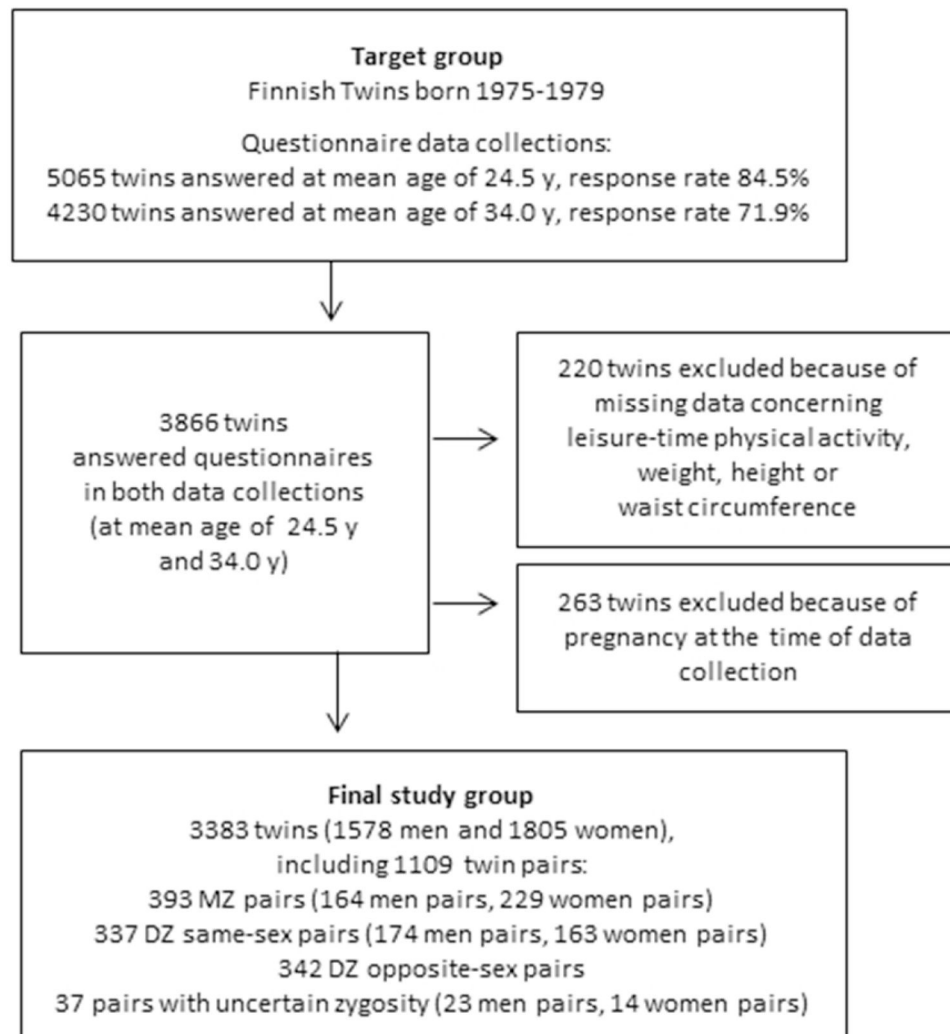 Target group
Finnish Twins born 1975-1979
Questionnaire data collections:
5065 twins answered at mean age of 24.5 y, response rate 84.5%
4230 twins answered at mean age of 34.0 y, response rate 71.9%
3866 twins
answered questionnaires
in both data collections
(at mean age of 24.5 y
and 34.0 y)
220 twins excluded because of
missing data concerning
leisure-time physical activity,
weight, height or
waist circumference
263 twins excluded because of
pregnancy at the time of data
collection
Final study group
3383 twins (1578 men and 1805 women),
including 1109 twin pairs:
393 MZ pairs (164 men pairs, 229 women pairs)
337 DZ same-sex pairs (174 men pairs, 163 women pairs)
342 DZ opposite-sex pairs
37 pairs with uncertain zygosity (23 men pairs, 14 women pairs)